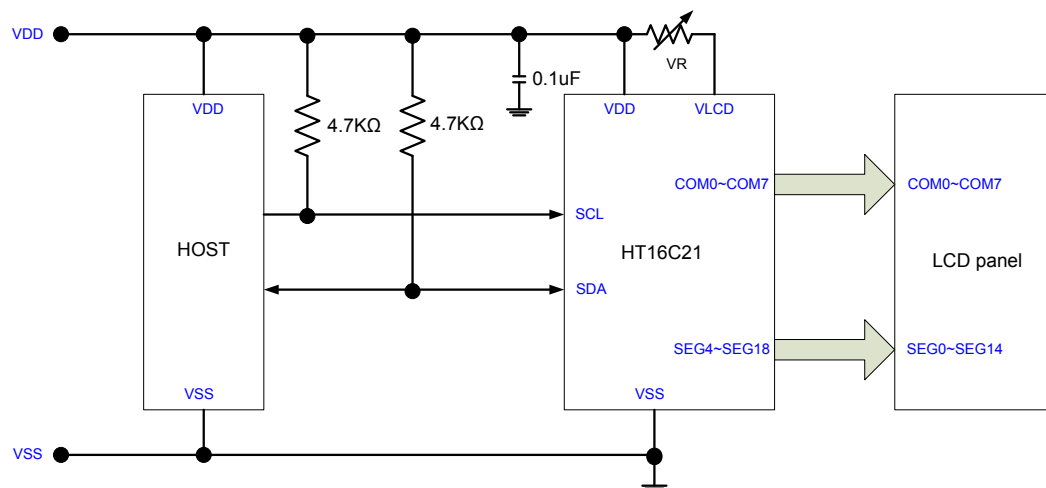 VDD
VR
0.1uF
VDD
VDD
VLCD
4.7KΩ
4.7KΩ
COM0~COM7
COM0~COM7
SCL
HOST
HT16C21
LCD panel
SDA
SEG4~SEG18
SEG0~SEG14
VSS
VSS
VSS